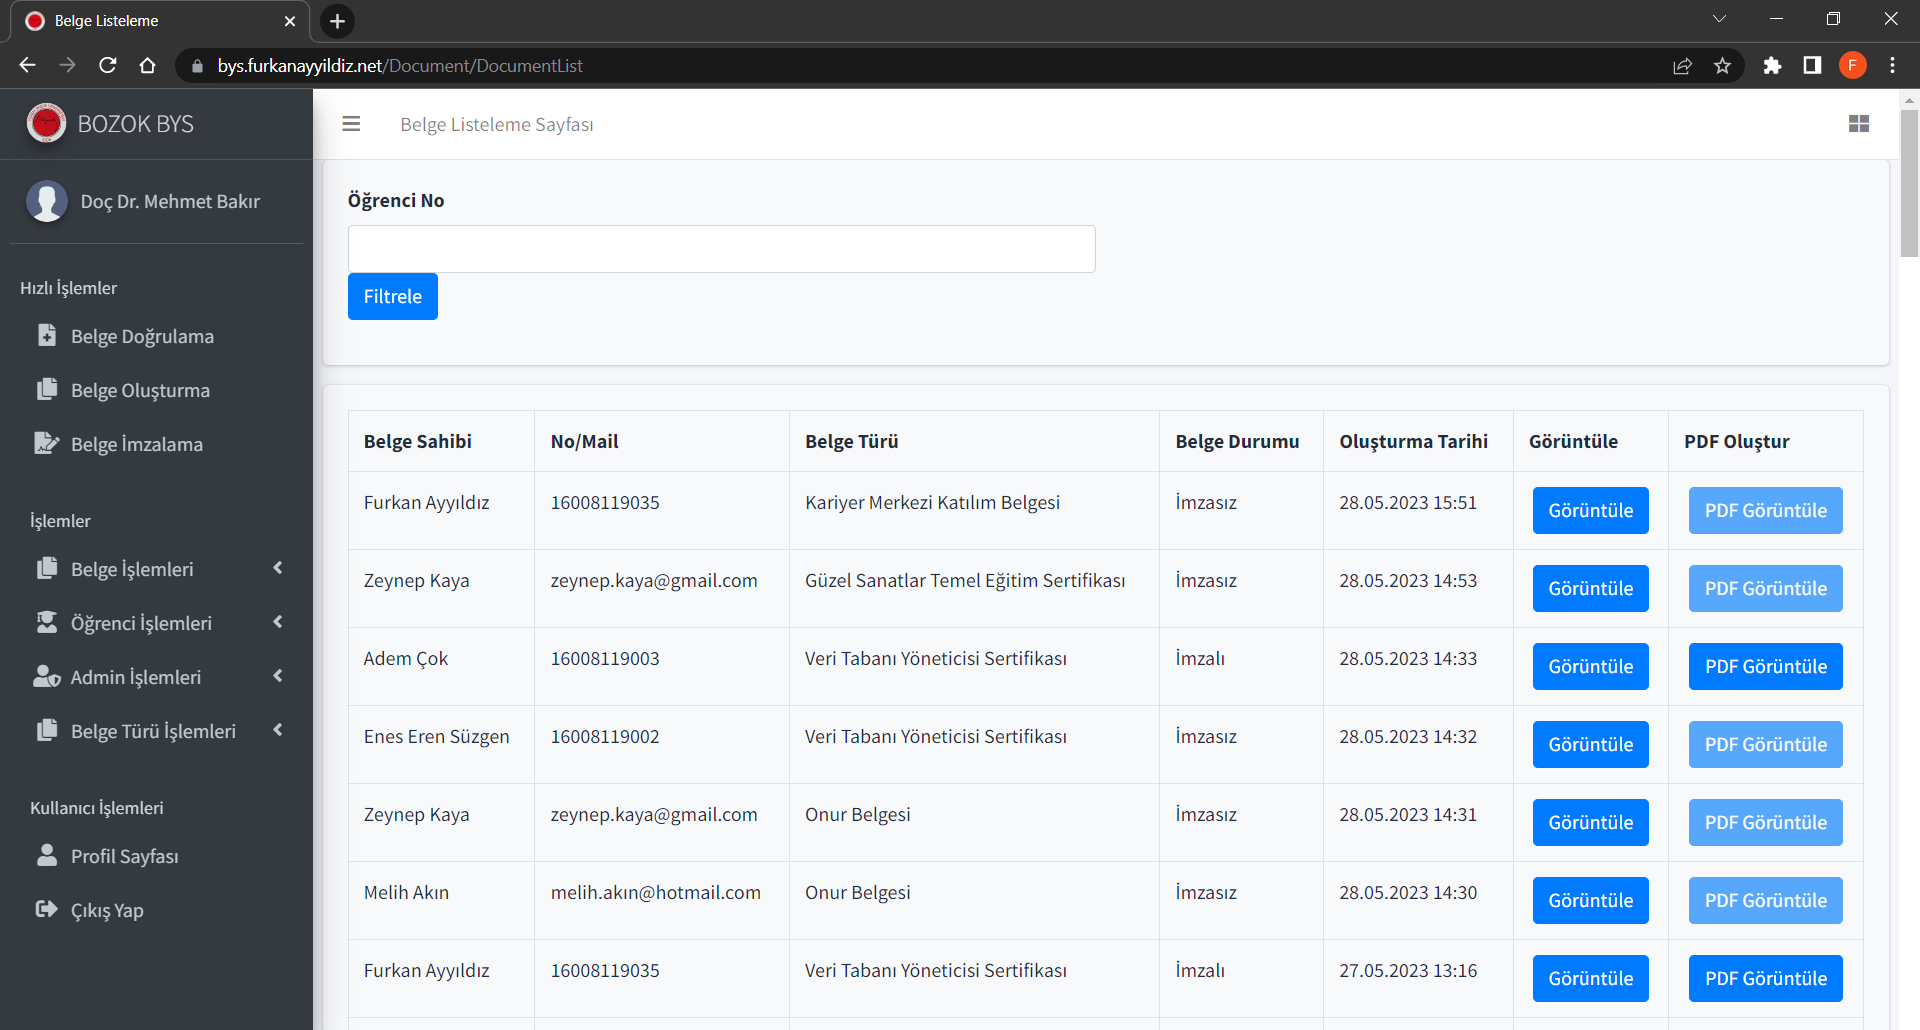 Belge Listeleme
bys.furkanayyildiz.net/Document/DocumentList
F
BOZOK BYS
Belge Listeleme Sayfası
Doç Dr. Mehmet Bakır
Hızlı İşlemler
Belge Doğrulama
Belge Oluşturma
Belge İmzalama
İşlemler
Belge İşlemleri
Öğrenci İşlemleri
Admin İşlemleri
Belge Türü İşlemleri
Kullanıcı İşlemleri
Profil Sayfası
Çıkış Yap
Öğrenci No
Filtrele
Belge Sahibi No/Mail Belge Türü Belge Durumu Oluşturma Tarihi Görüntüle PDF Oluştur
Furkan Ayyıldız 16008119035 Kariyer Merkezi Katılım Belgesi İmzasız 28.05.2023 15:51 Görüntüle PDF Görüntüle
Zeynep Kaya zeynep.kaya@gmail.com Güzel Sanatlar Temel Eğitim Sertifikası İmzasız 28.05.2023 14:53 Görüntüle PDF Görüntüle
Adem Çok 16008119003 Veri Tabanı Yöneticisi Sertifikası İmzalı 28.05.2023 14:33 Görüntüle PDF Görüntüle
Enes Eren Süzgen 16008119002 Veri Tabanı Yöneticisi Sertifikası İmzasız 28.05.2023 14:32 Görüntüle PDF Görüntüle
Zeynep Kaya zeynep.kaya@gmail.com Onur Belgesi İmzasız 28.05.2023 14:31 Görüntüle PDF Görüntüle
Melih Akın melih.akın@hotmail.com Onur Belgesi İmzasız 28.05.2023 14:30 Görüntüle PDF Görüntüle
Furkan Ayyıldız 16008119035 Veri Tabanı Yöneticisi Sertifikası İmzalı 27.05.2023 13:16 Görüntüle PDF Görüntüle